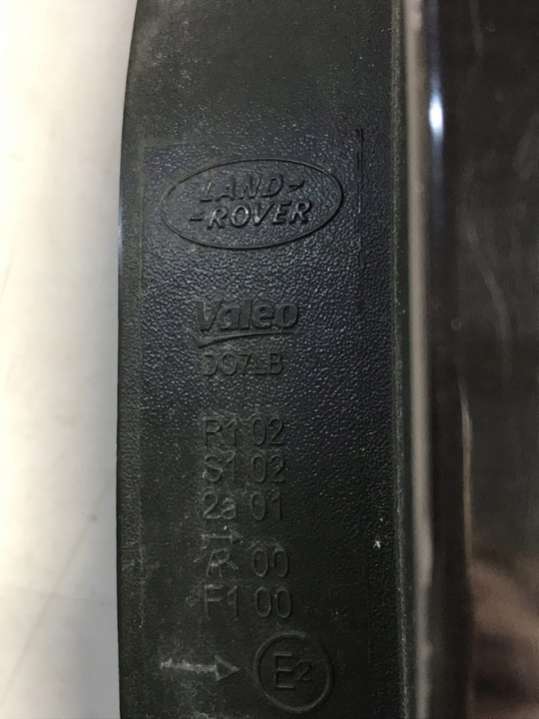 LAND-
-ROVER
Valeo
R1 02
S1 02
2a 01
→
00
F1 00
→ E2